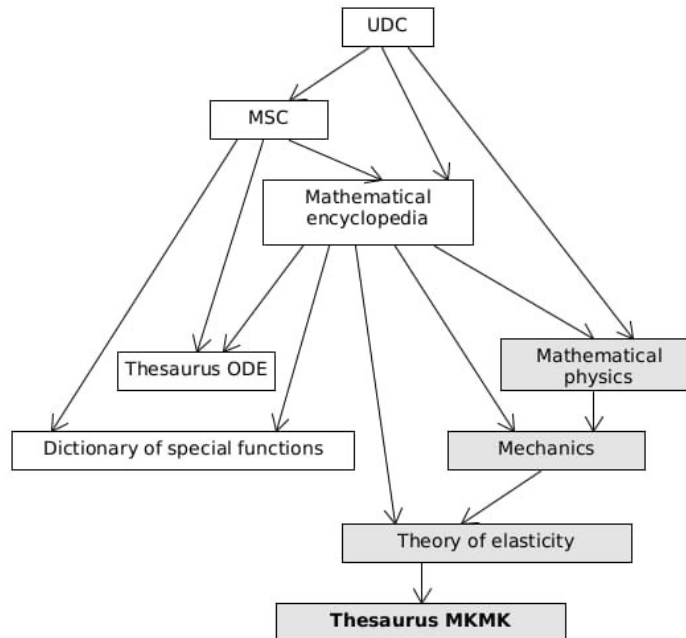 UDC
MSC
Mathematical
encyclopedia
Mathematical
physics
Thesaurus ODE
Dictionary of special functions
Mechanics
Theory of elasticity
Thesaurus MKMK